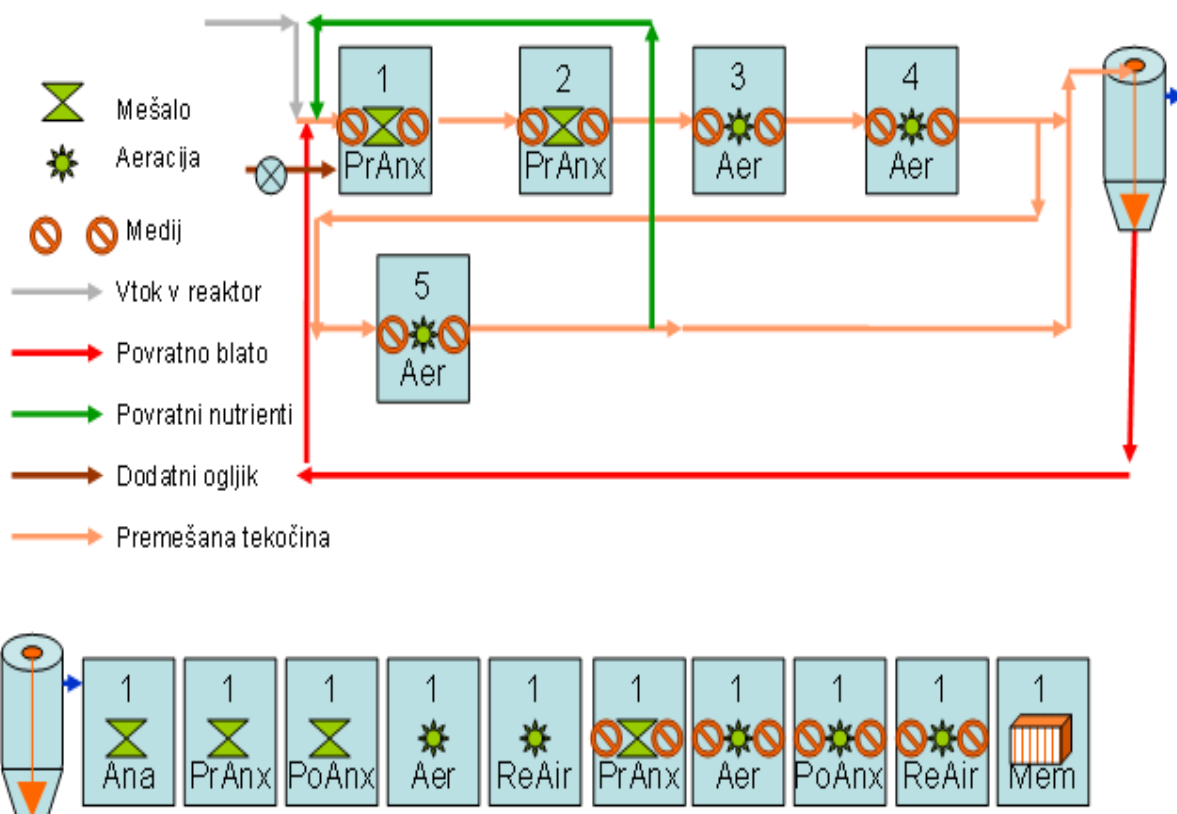 1
2
3
4
PrAnx
PrAnx
Aer
Aer
Mešalo
Aeracija
Medij
Vtok v reaktor
Povratno blato
Povratni nutrienti
Dodatni ogljik
Premešana tekočina
5
Aer
1 1 1 1 1 1 1 1 1 1
Ana PrAnx PoAnx Aer ReAir PrAnx Aer PoAnx ReAir Mem